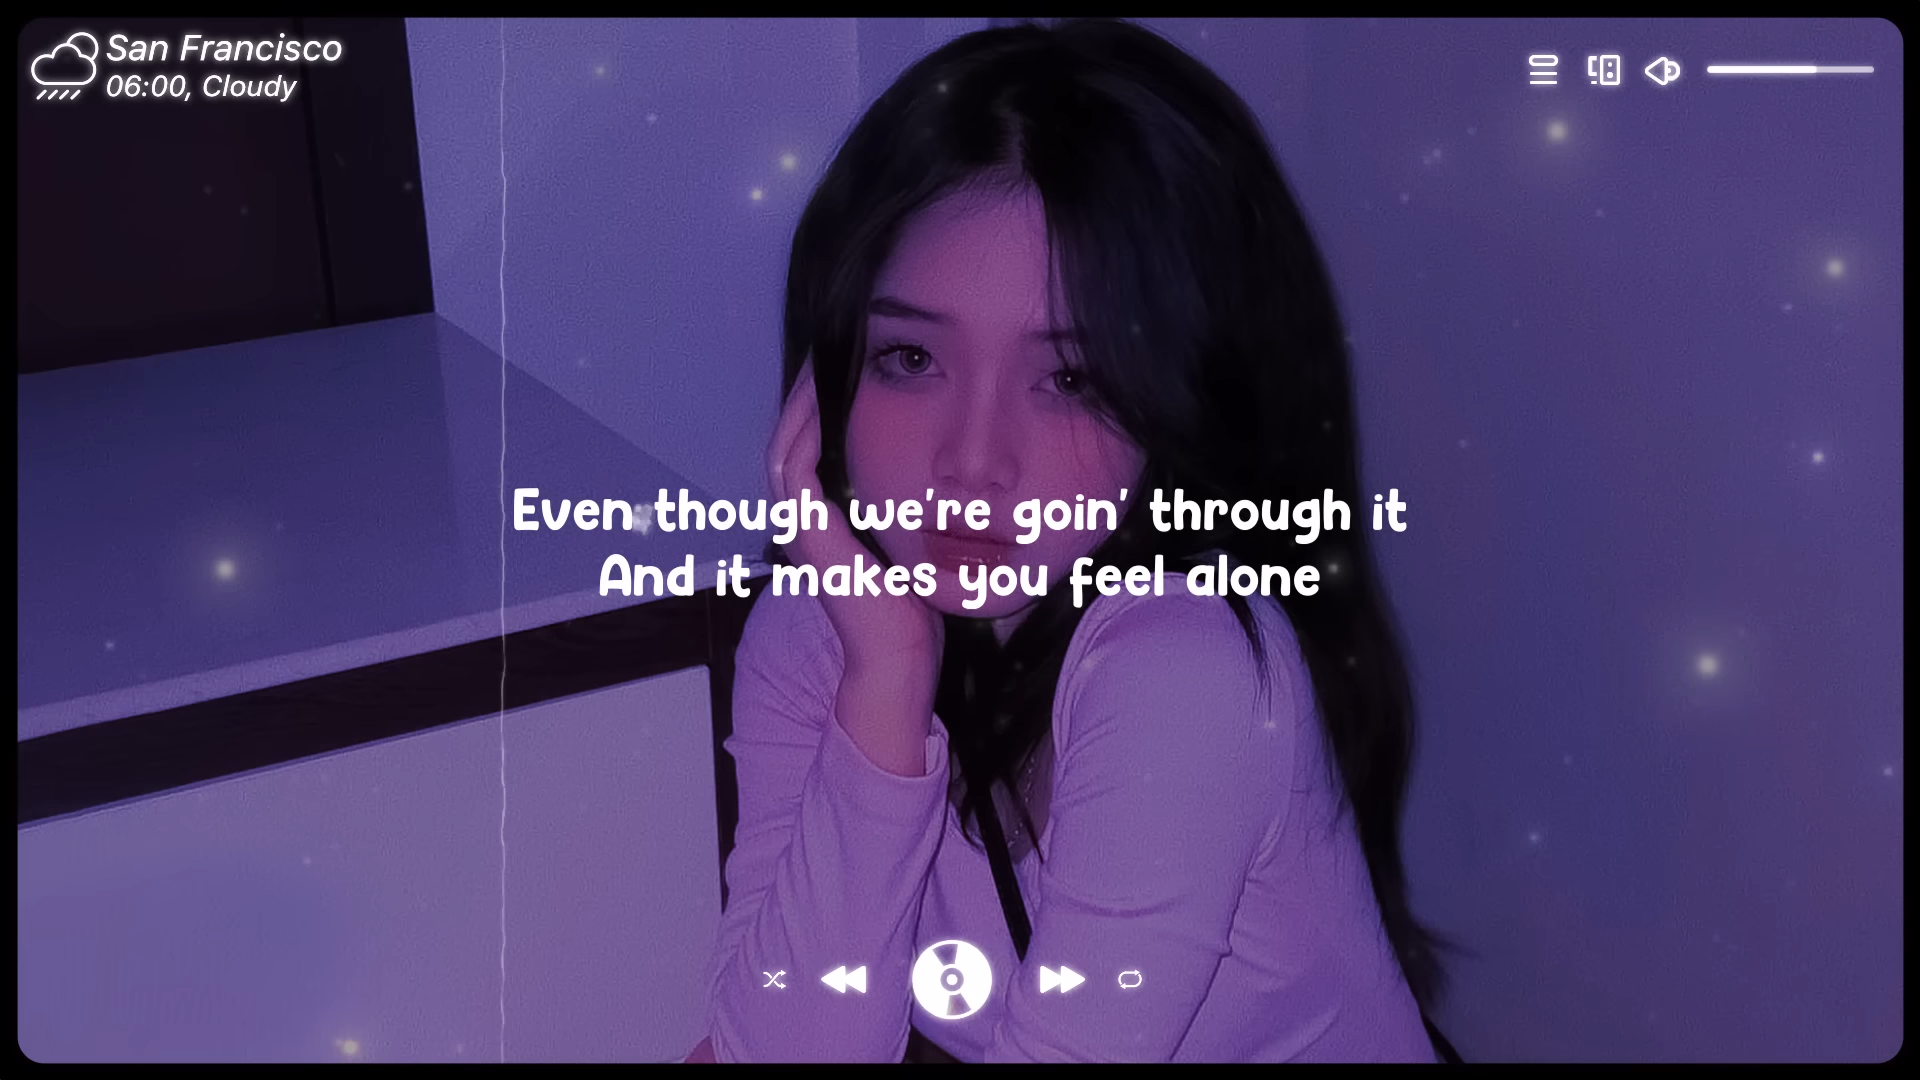 San Francisco
06:00, Cloudy
Even though we're goin' through it
And it makes you feel alone